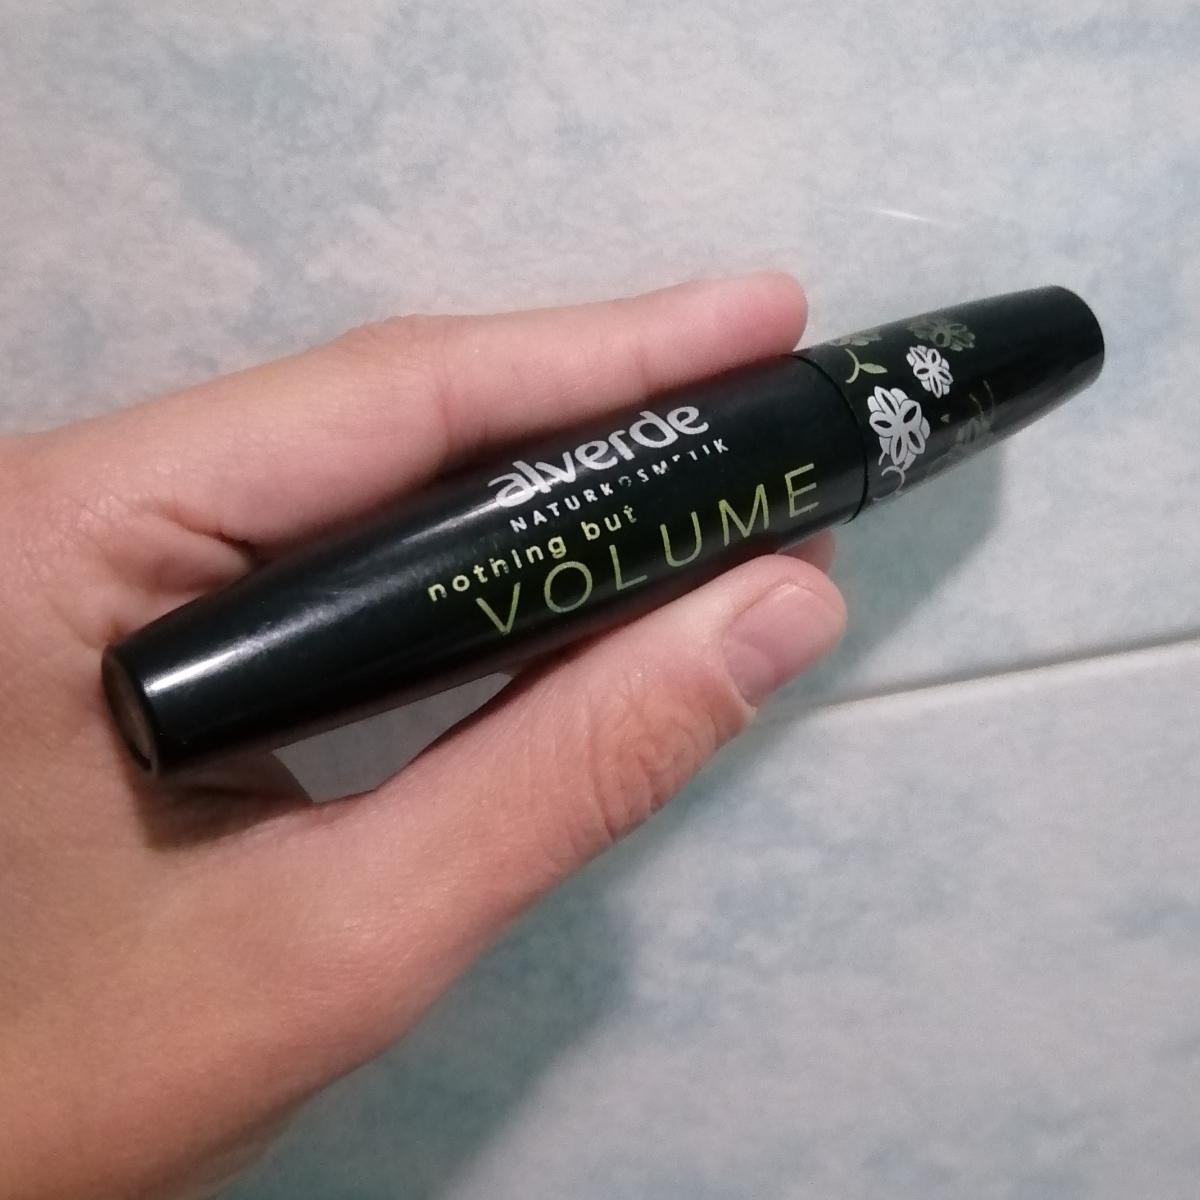 alverde
NATURKOSMETIK
nothing but
VOLUME